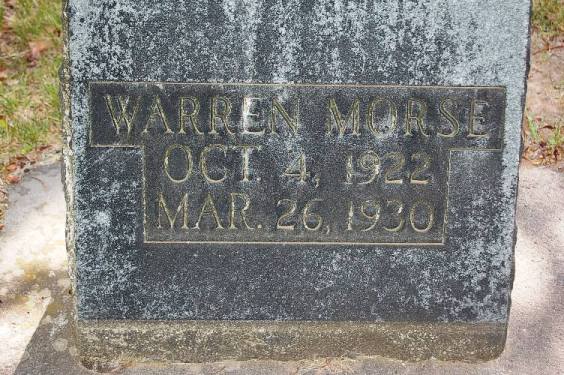 WARREN MORSE
OCT. 4, 1922
MAR. 26, 1930